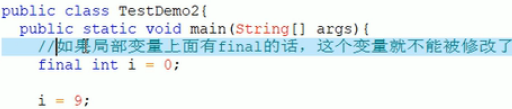 public class TestDemo2{
public static void main(String[] args){
//如果局部变量上面有final的话，这个变量就不能被修改了
final int i = 0;
i = 9;